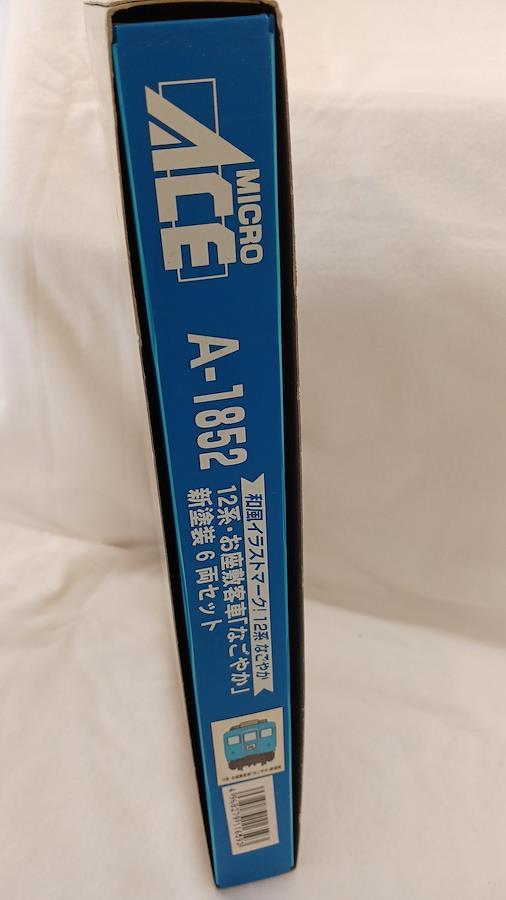 MICRO
ACE
A-1852
和風イラストマーク！12系 なごやか
12系・お座敷客車「なごやか」
新塗装 6 両セット